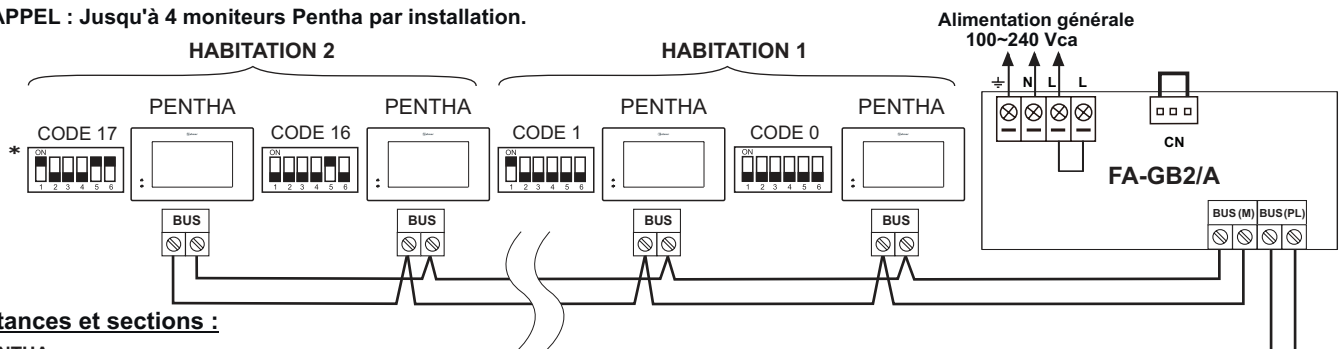 APPEL : Jusqu'à 4 moniteurs Pentha par installation.
Alimentation générale
100~240 Vca
HABITATION 2
HABITATION 1
N L L
PENTHA
PENTHA
PENTHA
PENTHA
CODE 17
CODE 16
CODE 1
CODE 0
*
ON
1 2 3 4 5 6
ON
1 2 3 4 5 6
ON
1 2 3 4 5 6
ON
1 2 3 4 5 6
CN
FA-GB2/A
BUS
BUS
BUS
BUS
BUS (M) BUS (PL)
tances et sections :
NTHA